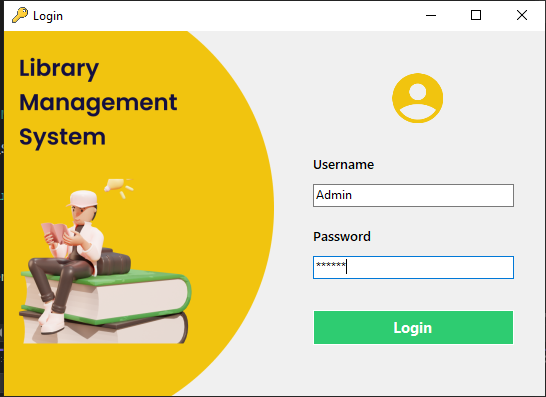 Login
Library
Management
System
Username
Admin
Password
******
Login